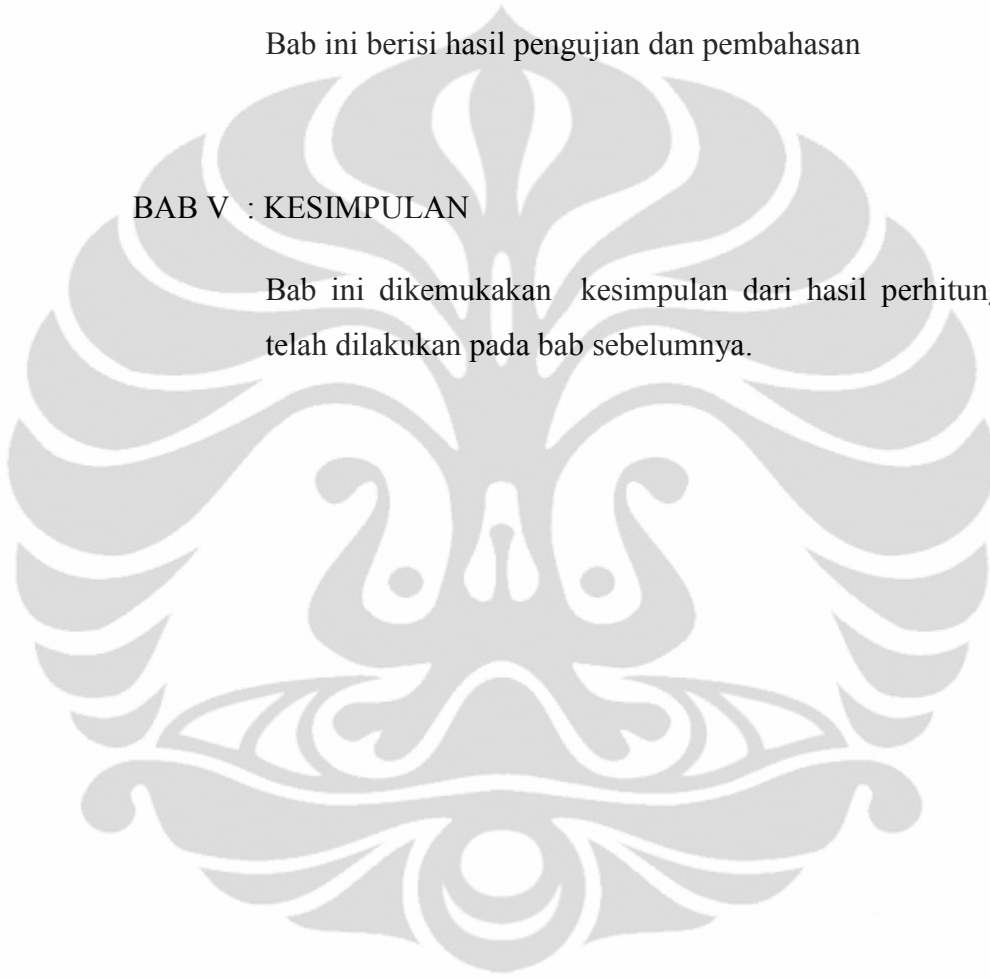 Bab ini berisi hasil pengujian dan pembahasan
BAB V : KESIMPULAN
Bab ini dikemukakan kesimpulan dari hasil
telah dilakukan pada bab sebelumnya.